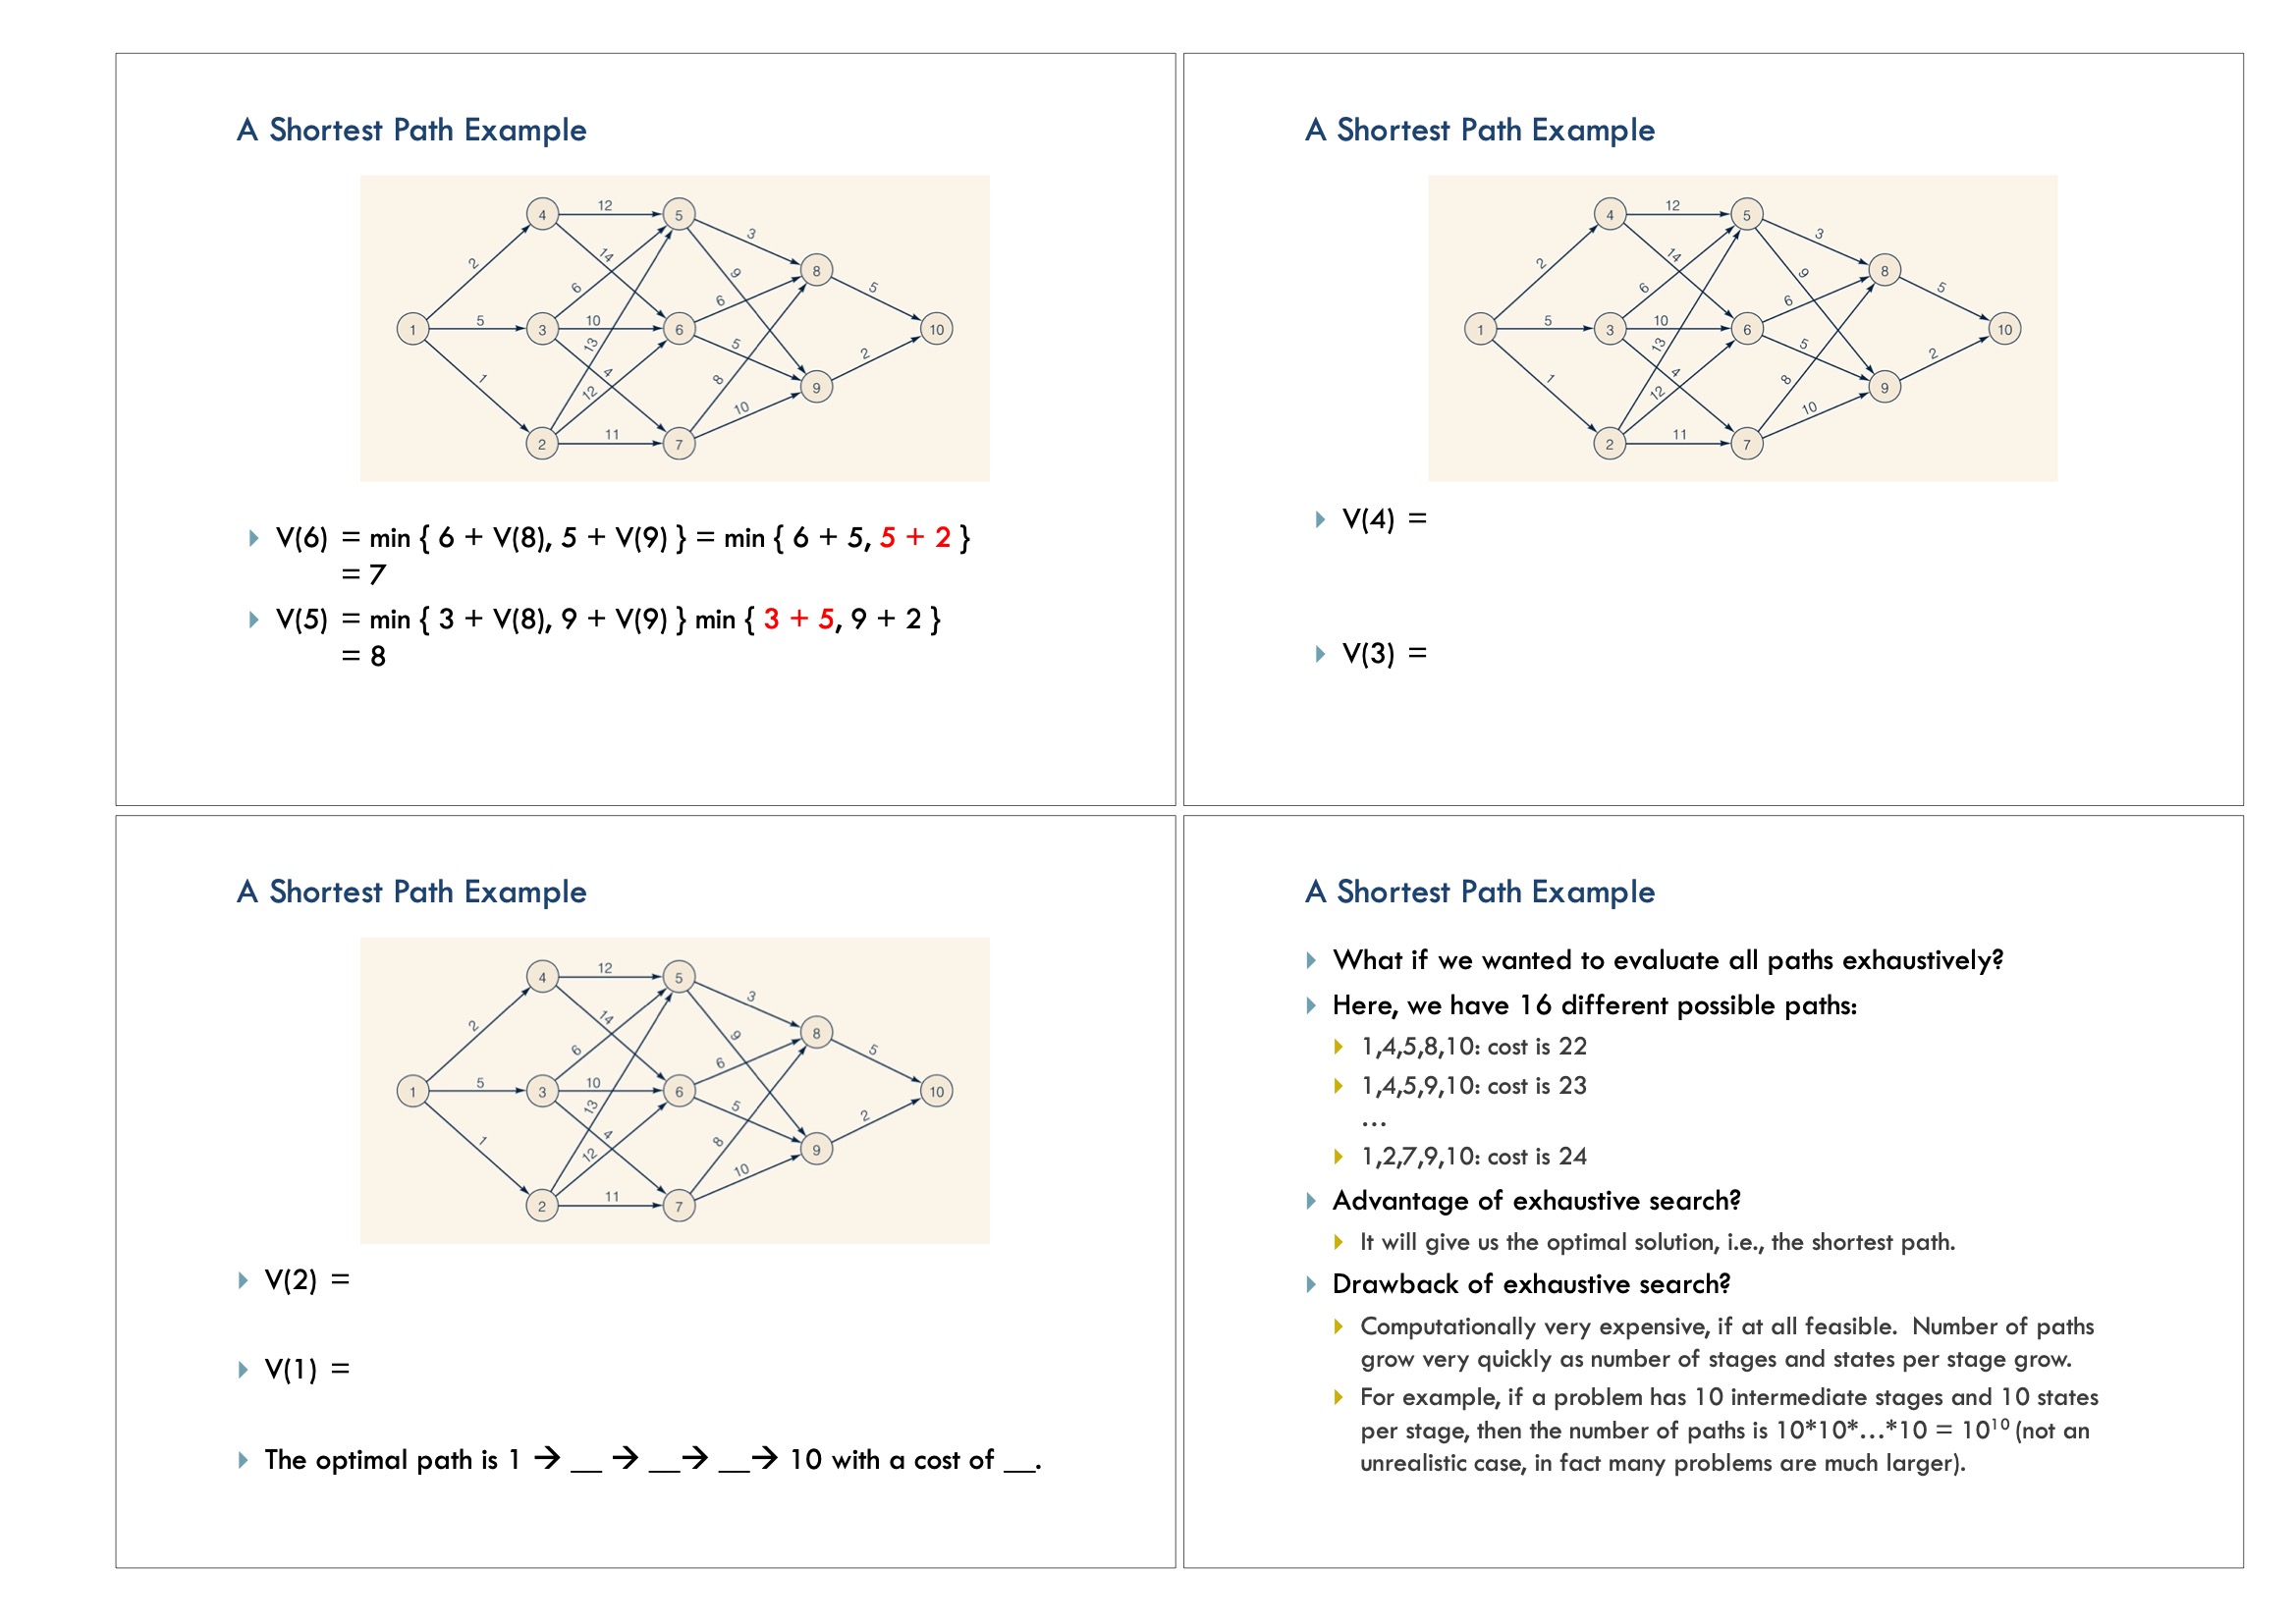 A Shortest Path Example
4 12 5
3
2 14 9 8
6 6 5
1 5 3 10 6 10
13 5 2
1 4 8 9
12 10
2 11 7
V(6) = min { 6 + V(8), 5 + V(9) } = min { 6 + 5, 5 + 2 }
= 7
V(5) = min { 3 + V(8), 9 + V(9) } min { 3 + 5, 9 + 2 }
= 8
A Shortest Path Example
4 12 5
3
2 14 9 8
6 6 5
1 5 3 10 6 10
13 5 2
1 4 8 9
12 10
2 11 7
V(4) =
V(3) =
A Shortest Path Example
4 12 5
3
2 14 9 8
6 6 5
1 5 3 10 6 10
13 5 2
1 4 8 9
12 10
2 11 7
V(2) =
V(1) =
The optimal path is 1 → __ → __→ __→ 10 with a cost of __.
A Shortest Path Example
What if we wanted to evaluate all paths exhaustively?
Here, we have 16 different possible paths:
1,4,5,8,10: cost is 22
1,4,5,9,10: cost is 23
…
1,2,7,9,10: cost is 24
Advantage of exhaustive search?
It will give us the optimal solution, i.e., the shortest path.
Drawback of exhaustive search?
Computationally very expensive, if at all feasible. Number of paths
grow very quickly as number of stages and states per stage grow.
For example, if a problem has 10 intermediate stages and 10 states
per stage, then the number of paths is 10*10*…*10 = 10¹⁰ (not an
unrealistic case, in fact many problems are much larger).